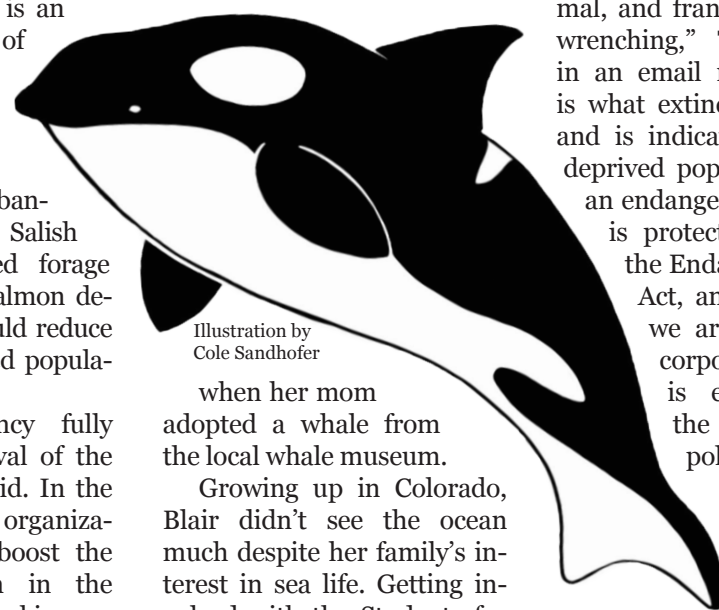 is an
of
ban-
Salish
ed forage
almon de-
uld reduce
d popula-
ncy fully
val of the
id. In the
organiza-
boost the
in the
Illustration by
Cole Sandhofer
when her mom
adopted a whale from
the local whale museum.
Growing up in Colorado,
Blair didn’t see the ocean
much despite her family’s in-
terest in sea life. Getting in-
mal, and fran
wrenching,”
in an email
is what extinc
and is indica
deprived pop
an endange
is protect
the Enda
Act, an
we ar
corpo
is e
the
pol